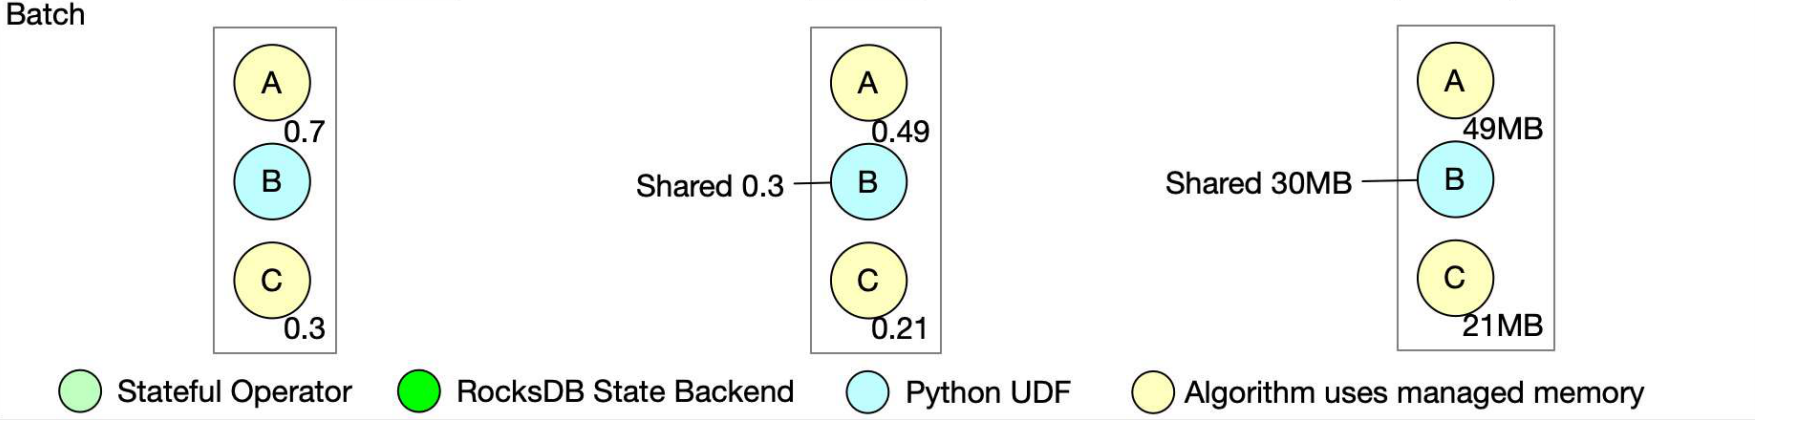 Batch
A
0.7
B
C
0.3
A
0.49
Shared 0.3
B
C
0.21
A
49MB
Shared 30MB
B
C
21MB
Stateful Operator
RocksDB State Backend
Python UDF
Algorithm uses managed memory